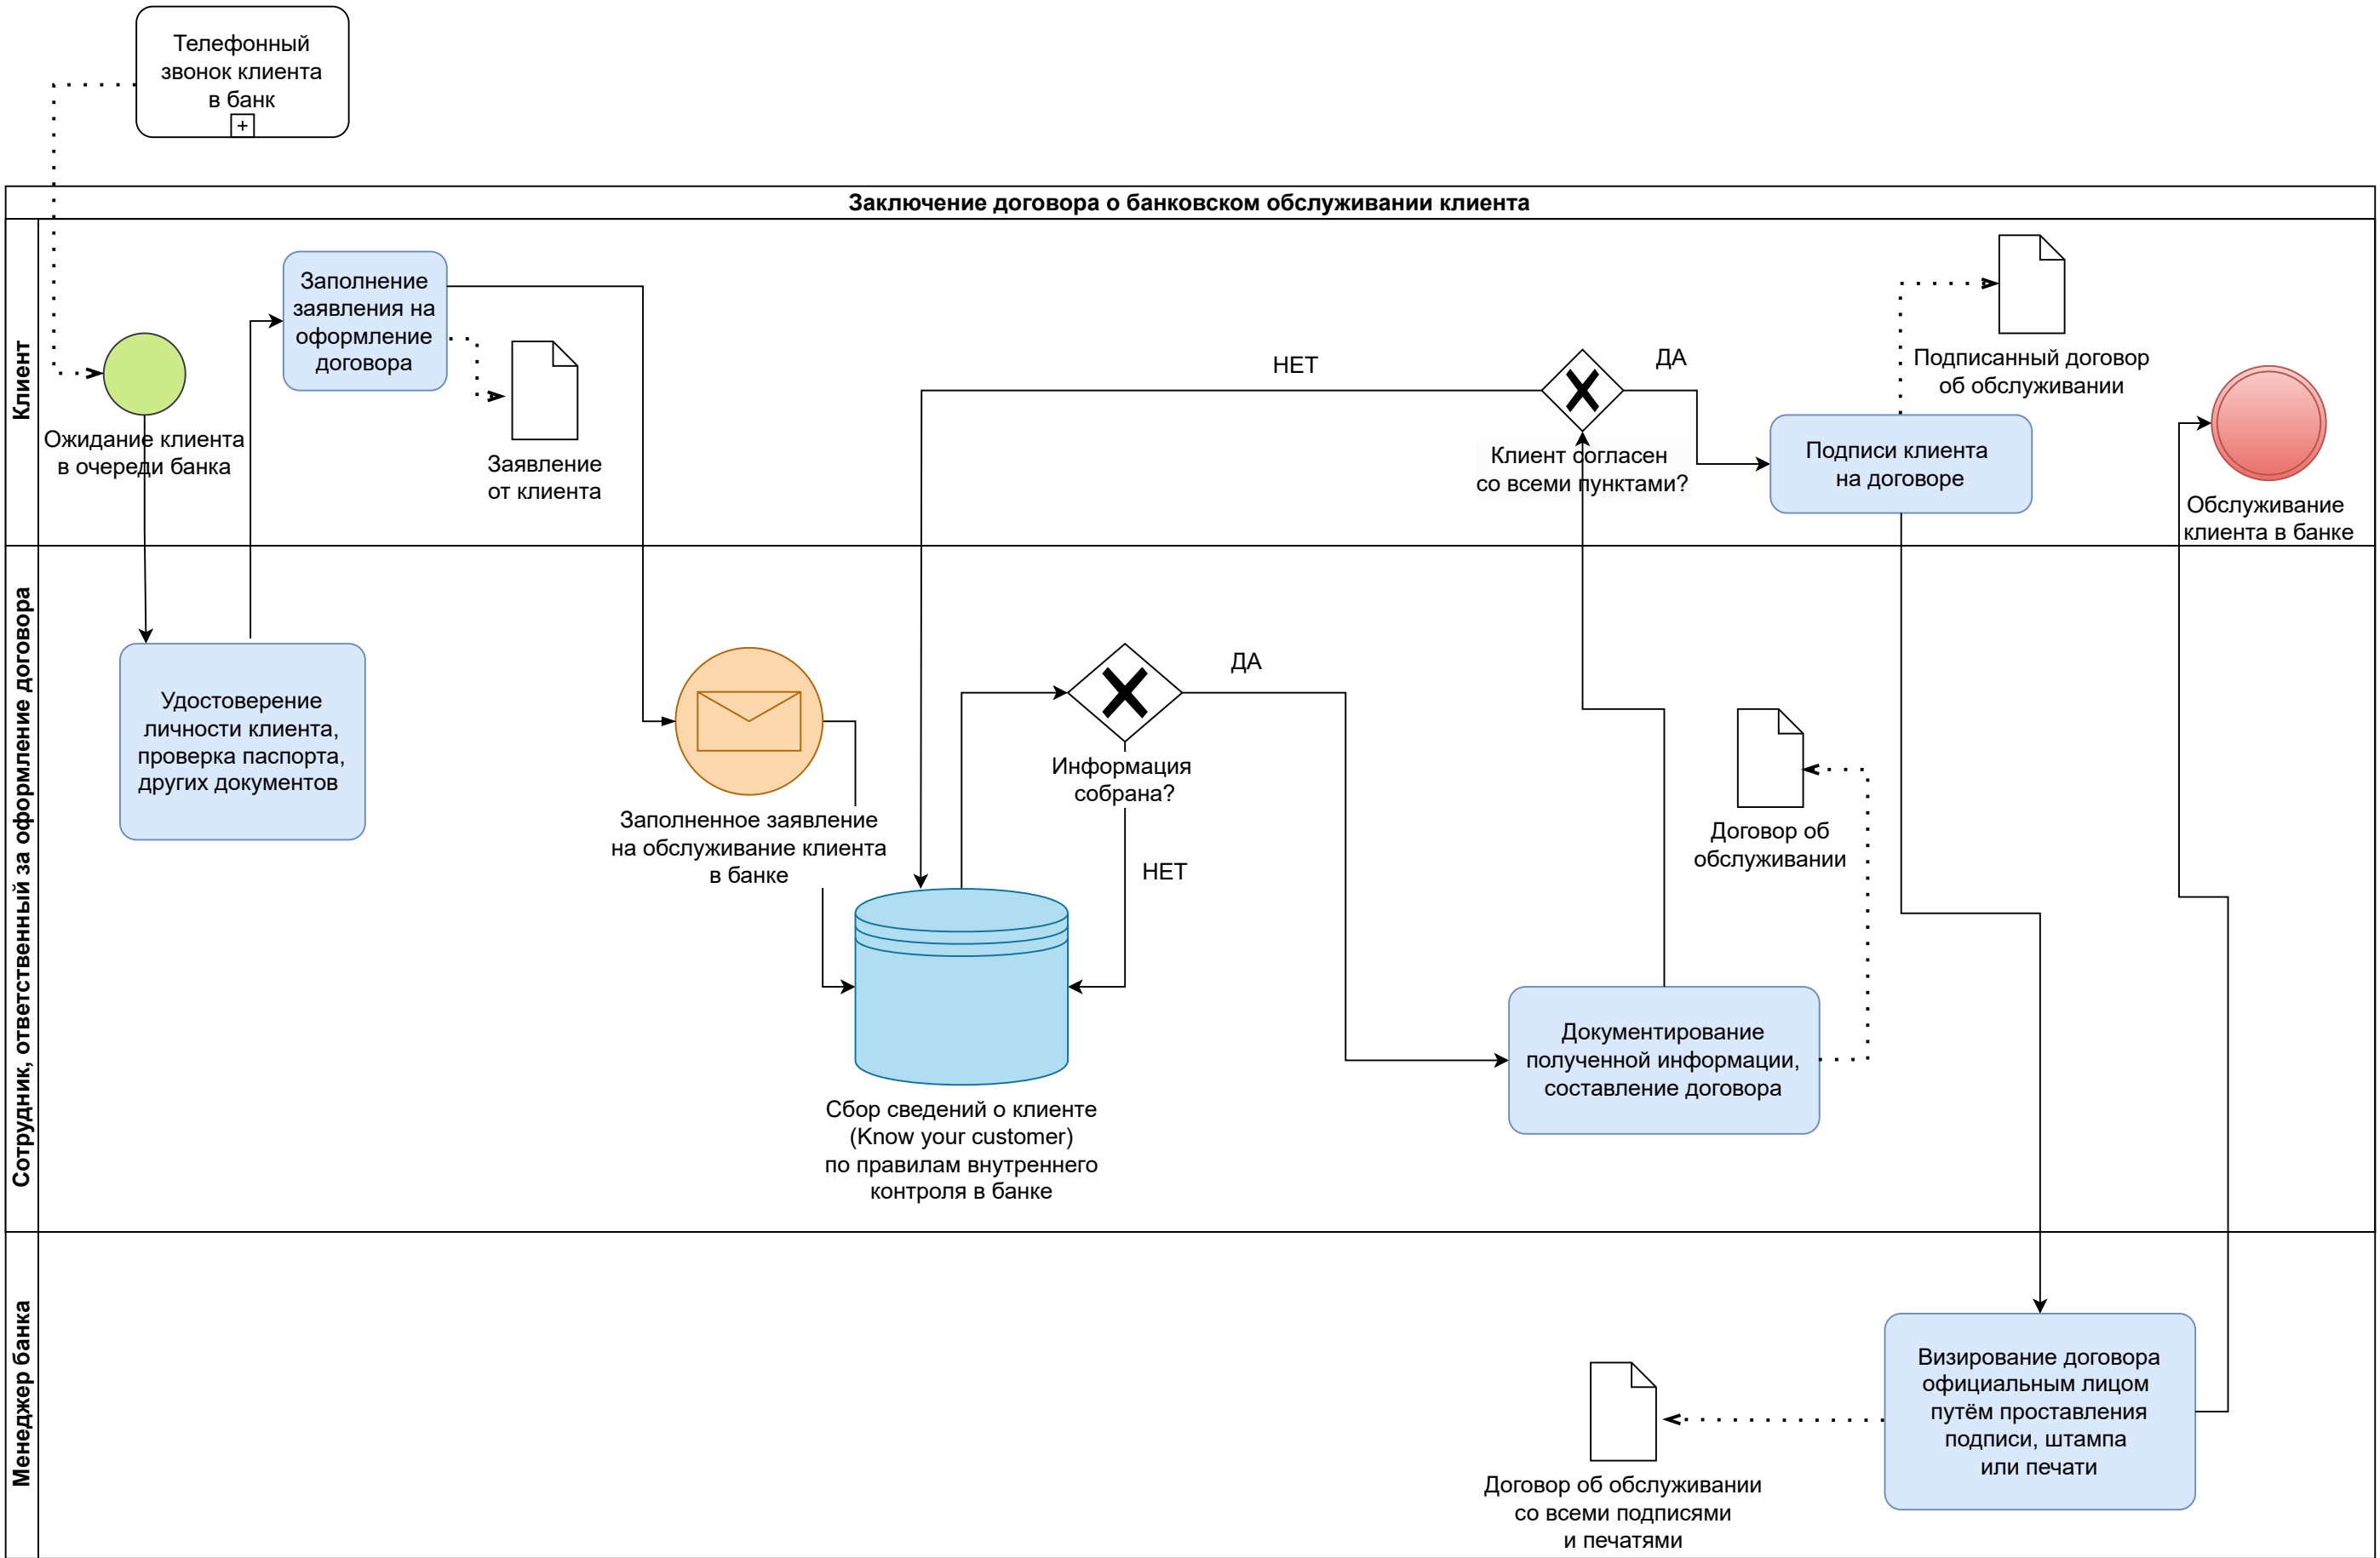 Телефонный
звонок клиента
в банк
+
Заключение договора о банковском обслуживании клиента
Клиент
Ожидание клиента
в очереди банка
Заполнение
заявления на
оформление
договора
Заявление
от клиента
НЕТ
ДА
Клиент согласен
со всеми пунктами?
Подписанный договор
об обслуживании
Подписи клиента
на договоре
Обслуживание
клиента в банке
Сотрудник, ответственный за оформление договора
Удостоверение
личности клиента,
проверка паспорта,
других документов
Заполненное заявление
на обслуживание клиента
в банке
Информация
собрана?
ДА
НЕТ
Сбор сведений о клиенте
(Know your customer)
по правилам внутреннего
контроля в банке
Договор об
обслуживании
Документирование
полученной информации,
составление договора
Менеджер банка
Договор об обслуживании
со всеми подписями
и печатями
Визирование договора
официальным лицом
путём проставления
подписи, штампа
или печати